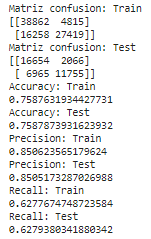 Matriz confusion: Train
[[38862 4815]
[16258 27419]]
Matriz confusion: Test
[[16654 2066]
[ 6965 11755]]
Accuracy: Train
0.7587631934427731
Accuracy: Test
0.7587873931623932
Precision: Train
0.850623565179624
Precision: Test
0.8505173287026988
Recall: Train
0.6277674748723584
Recall: Test
0.6279380341880342